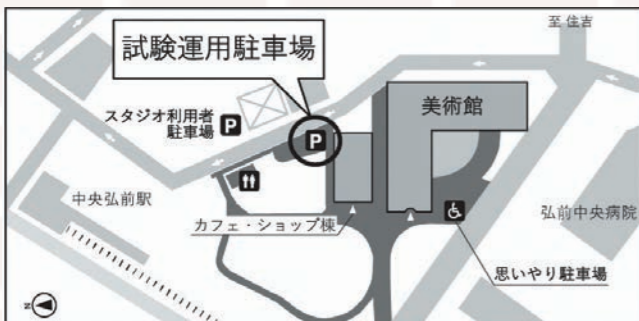 至 住吉
試験運用駐車場
美術館
スタジオ利用者
駐車場
P
P
中央弘前駅
カフェ・ショップ棟
弘前中央病院
思いやり駐車場
N